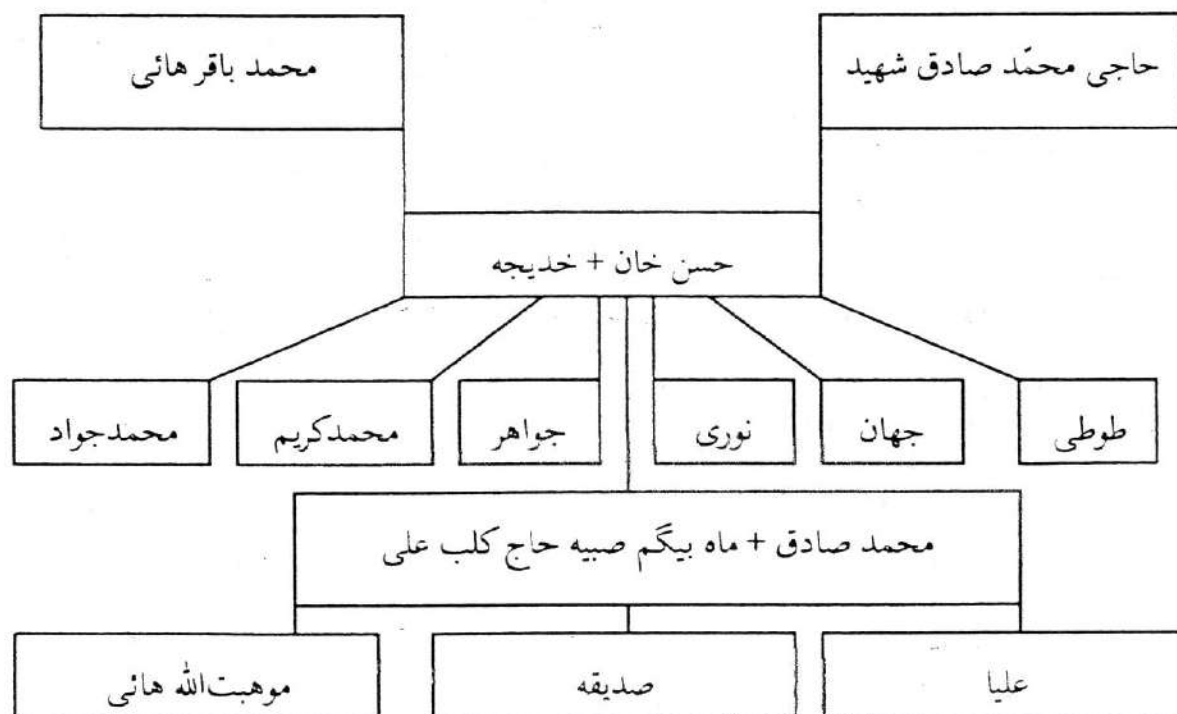 حاجی محمّد صادق شهید
محمد باقر هائی
حسن خان + خدیجه
طوطی
جهان
نوری
جواهر
محمدکریم
محمدجواد
محمد صادق + ماه بیگم صبیه حاج کلب علی
علیا
صدیقه
موهبت‌الله هائی